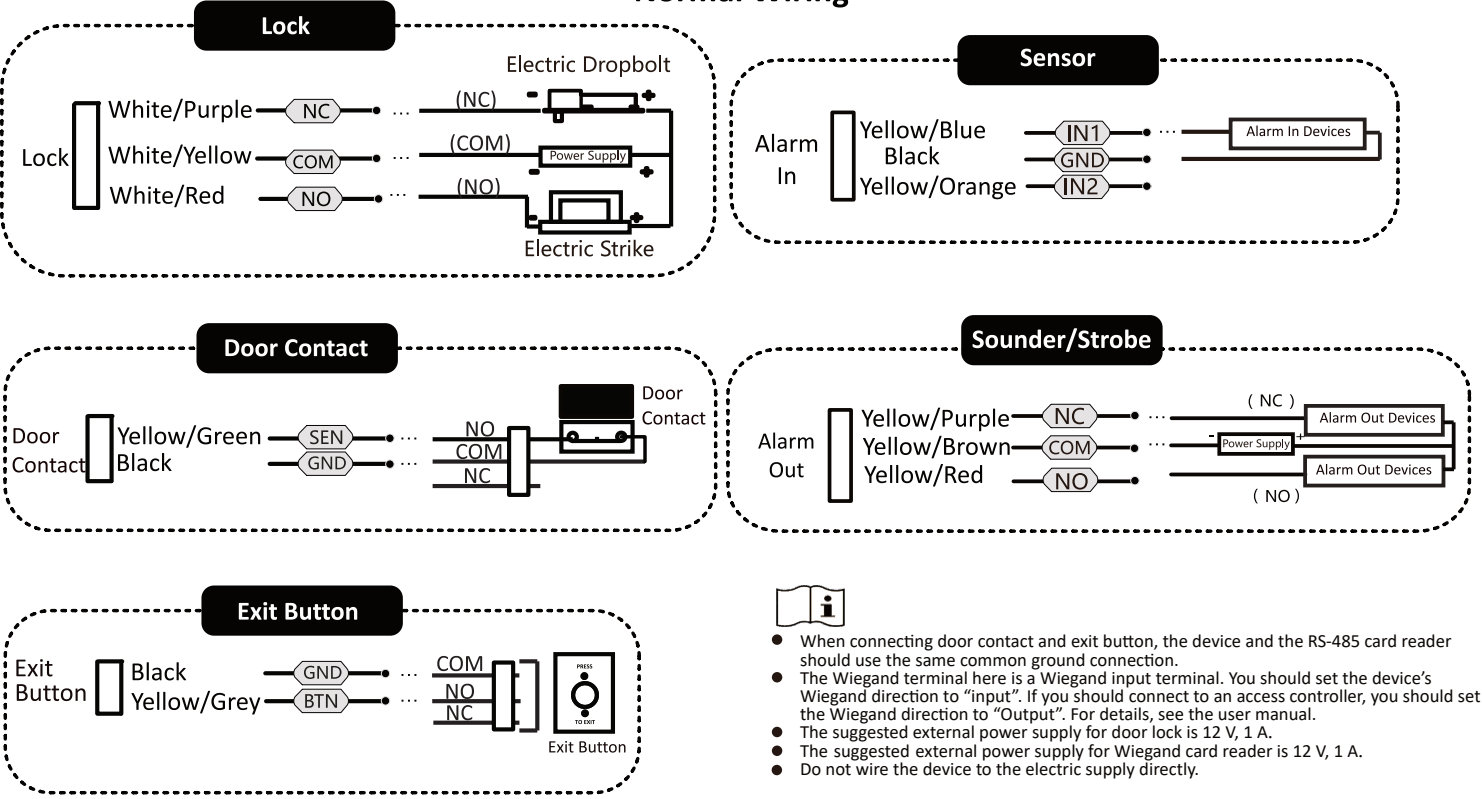 Normal Wiring
Lock
Electric Dropbolt
White/Purple NC (NC) - +
Lock White/Yellow COM (COM) Power Supply
- +
White/Red NO (NO) - +
Electric Strike
Sensor
Alarm In
Yellow/Blue IN1 Alarm In Devices
Black GND
Yellow/Orange IN2
Door Contact
Door Contact
Door Contact
Yellow/Green SEN NO
Black GND COM
NC
Sounder/Strobe
Alarm Out
( NC )
Yellow/Purple NC Alarm Out Devices
Yellow/Brown COM - Power Supply +
Yellow/Red NO Alarm Out Devices
( NO )
Exit Button
Exit Button
Black GND COM
Yellow/Grey BTN NO
NC
PRESS
TO EXIT
Exit Button
i
● When connecting door contact and exit button, the device and the RS-485 card reader
should use the same common ground connection.
● The Wiegand terminal here is a Wiegand input terminal. You should set the device’s
Wiegand direction to “input”. If you should connect to an access controller, you should set
the Wiegand direction to “Output”. For details, see the user manual.
● The suggested external power supply for door lock is 12 V, 1 A.
● The suggested external power supply for Wiegand card reader is 12 V, 1 A.
● Do not wire the device to the electric supply directly.